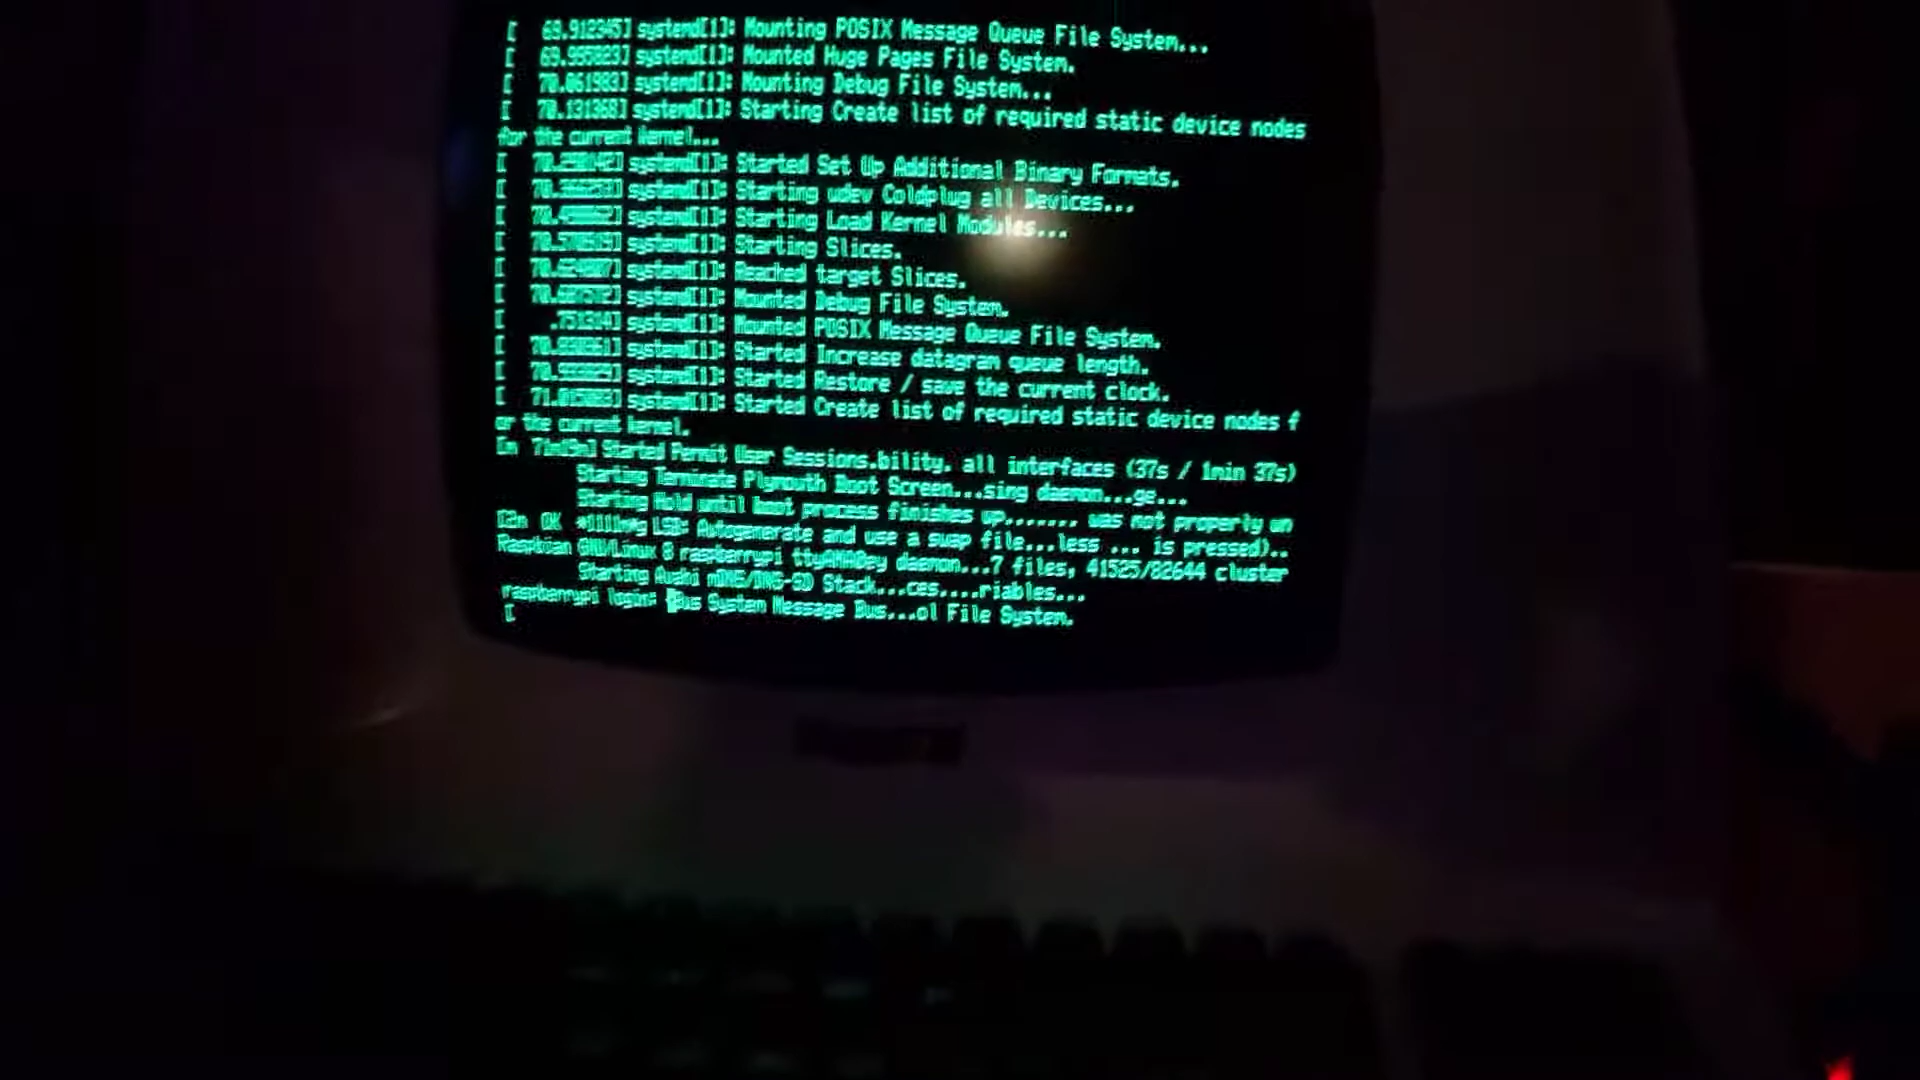 [   69.912345] systemd[1]: Mounting POSIX Message Queue File System...
[   69.995823] systemd[1]: Mounted Huge Pages File System.
[   70.061983] systemd[1]: Mounting Debug File System...
[   70.131368] systemd[1]: Starting Create list of required static device nodes
for the current kernel...
[ systemd[1]: Started Set Up Additional Binary Formats.
[ systemd[1]: Starting udev Coldplug all Devices...
[ systemd[1]: Starting Load Kernel Modules...
[ systemd[1]: Starting Slices.
[ systemd[1]: Reached target Slices.
[ systemd[1]: Mounted Debug File System.
[ systemd[1]: Mounted POSIX Message Queue File System.
[ systemd[1]: Started Increase datagram queue length.
[ systemd[1]: Started Restore / save the current clock.
[ systemd[1]: Started Create list of required static device nodes f
or the current kernel.
Started Permit User Sessions.bility. all interfaces (37s / 1min 37s)
Starting Terminate Plymouth Boot Screen...sing daemon...ge...
Starting Hold until boot process finishes up....... was not properly un
OK LSB: Autogenerate and use a swap file...less ... is pressed)..
Raspbian GNU/Linux 8 raspberrypi daemon...7 files, 41525/82644 cluster
Starting Avahi mDNS/DNS-SD Stack...ces....riables...
raspberrypi login: Bus System Message Bus...ol File System.
[